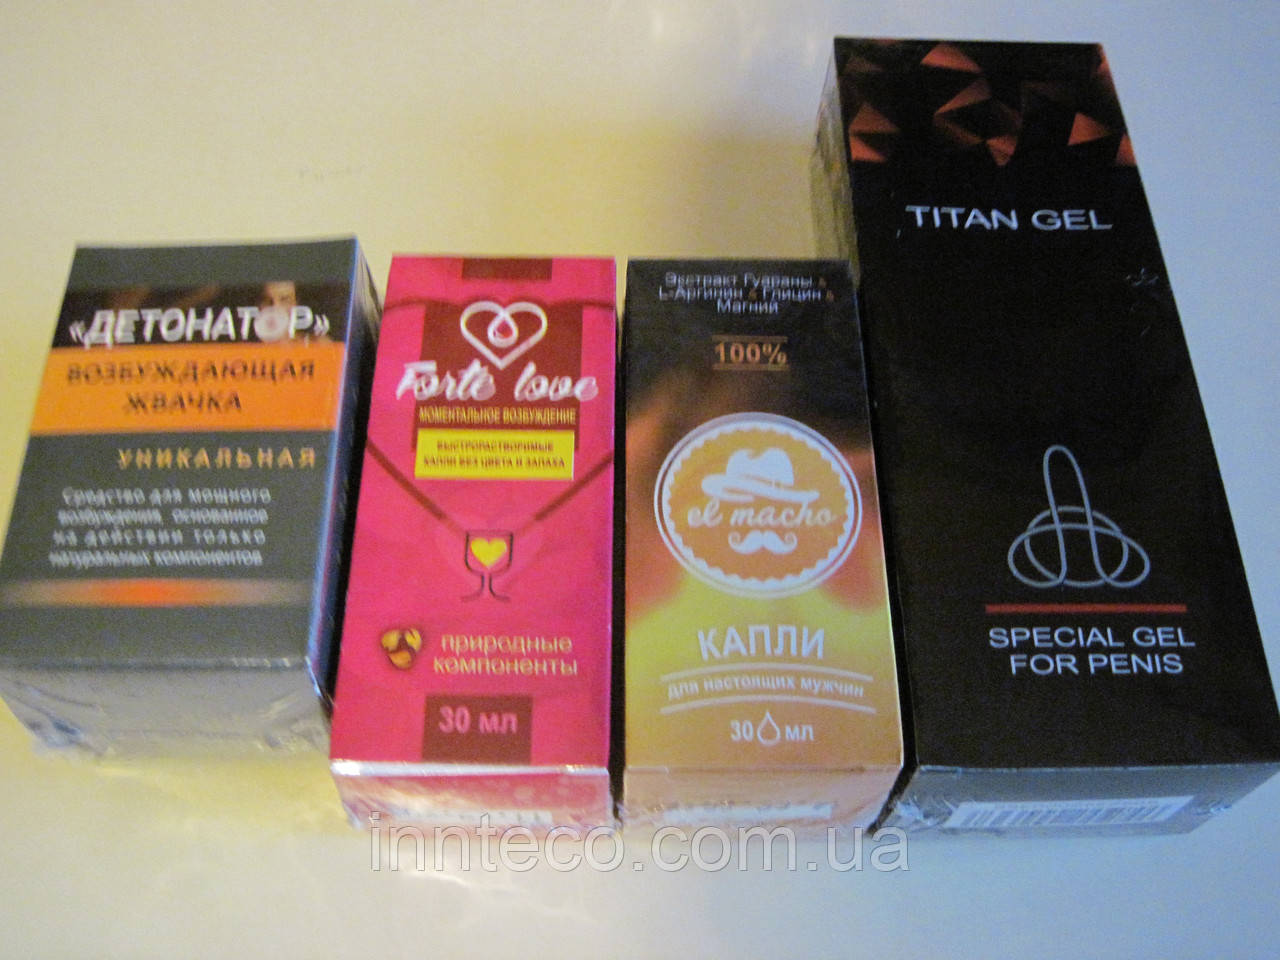 «ДЕТОНАТОР»
ВОЗБУЖДАЮЩАЯ
ЖВАЧКА
УНИКАЛЬНАЯ
Средство для мощного
возбуждения, основанное
на действии только
натуральных компонентов
Forte love
МОМЕНТАЛЬНОЕ ВОЗБУЖДЕНИЕ
БЫСТРОРАСТВОРИМЫЕ
КАПЛИ БЕЗ ЦВЕТА И ЗАПАХА
природные
компоненты
30 мл
Экстракт Гуараны &
L-Аргинин & Глицин &
Магний
100%
el macho
КАПЛИ
для настоящих мужчин
30 мл
TITAN GEL
SPECIAL GEL
FOR PENIS
innteco.com.ua